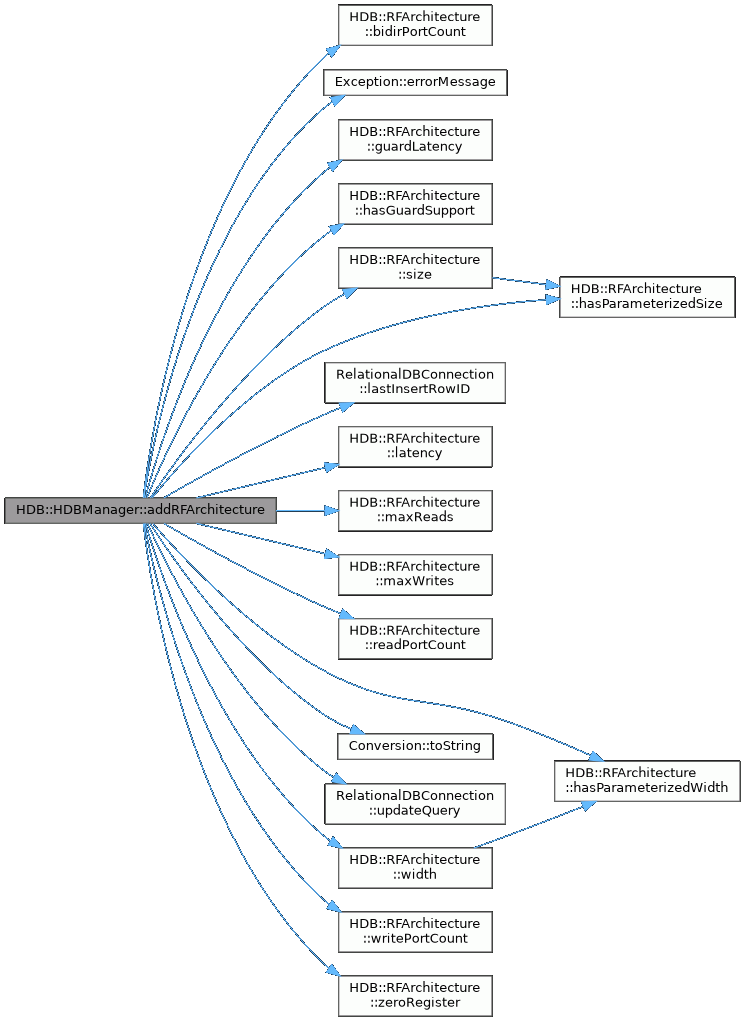 HDB::RFArchitecture
::bidirPortCount
Exception::errorMessage
HDB::RFArchitecture
::guardLatency
HDB::RFArchitecture
::hasGuardSupport
HDB::RFArchitecture
::size
HDB::RFArchitecture
::hasParameterizedSize
RelationalDBConnection
::lastInsertRowID
HDB::RFArchitecture
::latency
HDB::HDBManager::addRFArchitecture
HDB::RFArchitecture
::maxReads
HDB::RFArchitecture
::maxWrites
HDB::RFArchitecture
::readPortCount
Conversion::toString
HDB::RFArchitecture
::hasParameterizedWidth
RelationalDBConnection
::updateQuery
HDB::RFArchitecture
::width
HDB::RFArchitecture
::writePortCount
HDB::RFArchitecture
::zeroRegister